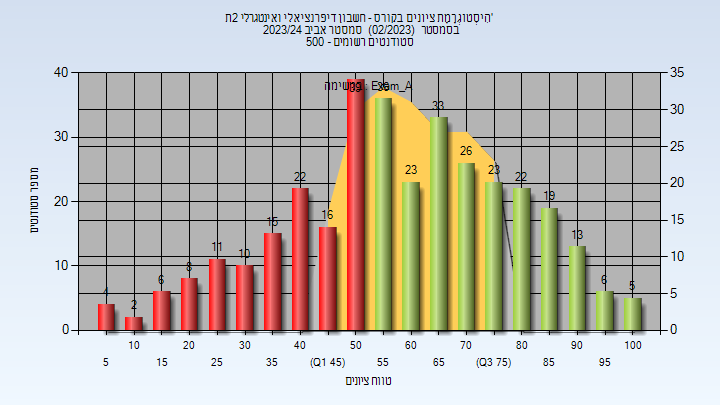 היסטוגרמת ציונים בקורס - חשבון דיפרנציאלי ואינטגרלי 2ח'
בסמסטר (02/2023) סמסטר אביב 2023/24
סטודנטים רשומים - 500
Exam_A :
40 35
30 30
25
20 20
15
10 10
5
0 0
מספר סטודנטים
4 2 6 8 11 10 15 22 16 39 36 23 33 26 23 22 19 13 6 5
10 20 30 40 50 60 70 80 90 100
5 15 25 35 (Q1 45) 55 65 (Q3 75) 85 95
טווח ציונים